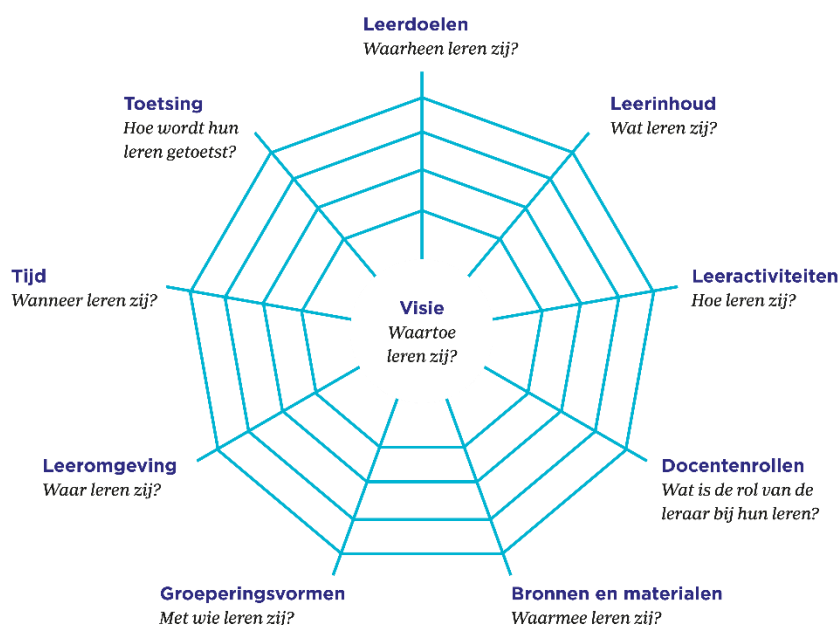 Leerdoelen
Waarheen leren zij?
Toetsing
Hoe wordt hun
leren getoetst?
Leerinhoud
Wat leren zij?
Tijd
Wanneer leren zij?
Visie
Waartoe
leren zij?
Leeractiviteiten
Hoe leren zij?
Leeromgeving
Waar leren zij?
Docentenrollen
Wat is de rol van de
leraar bij hun leren?
Groeperingsvormen
Met wie leren zij?
Bronnen en materialen
Waarmee leren zij?